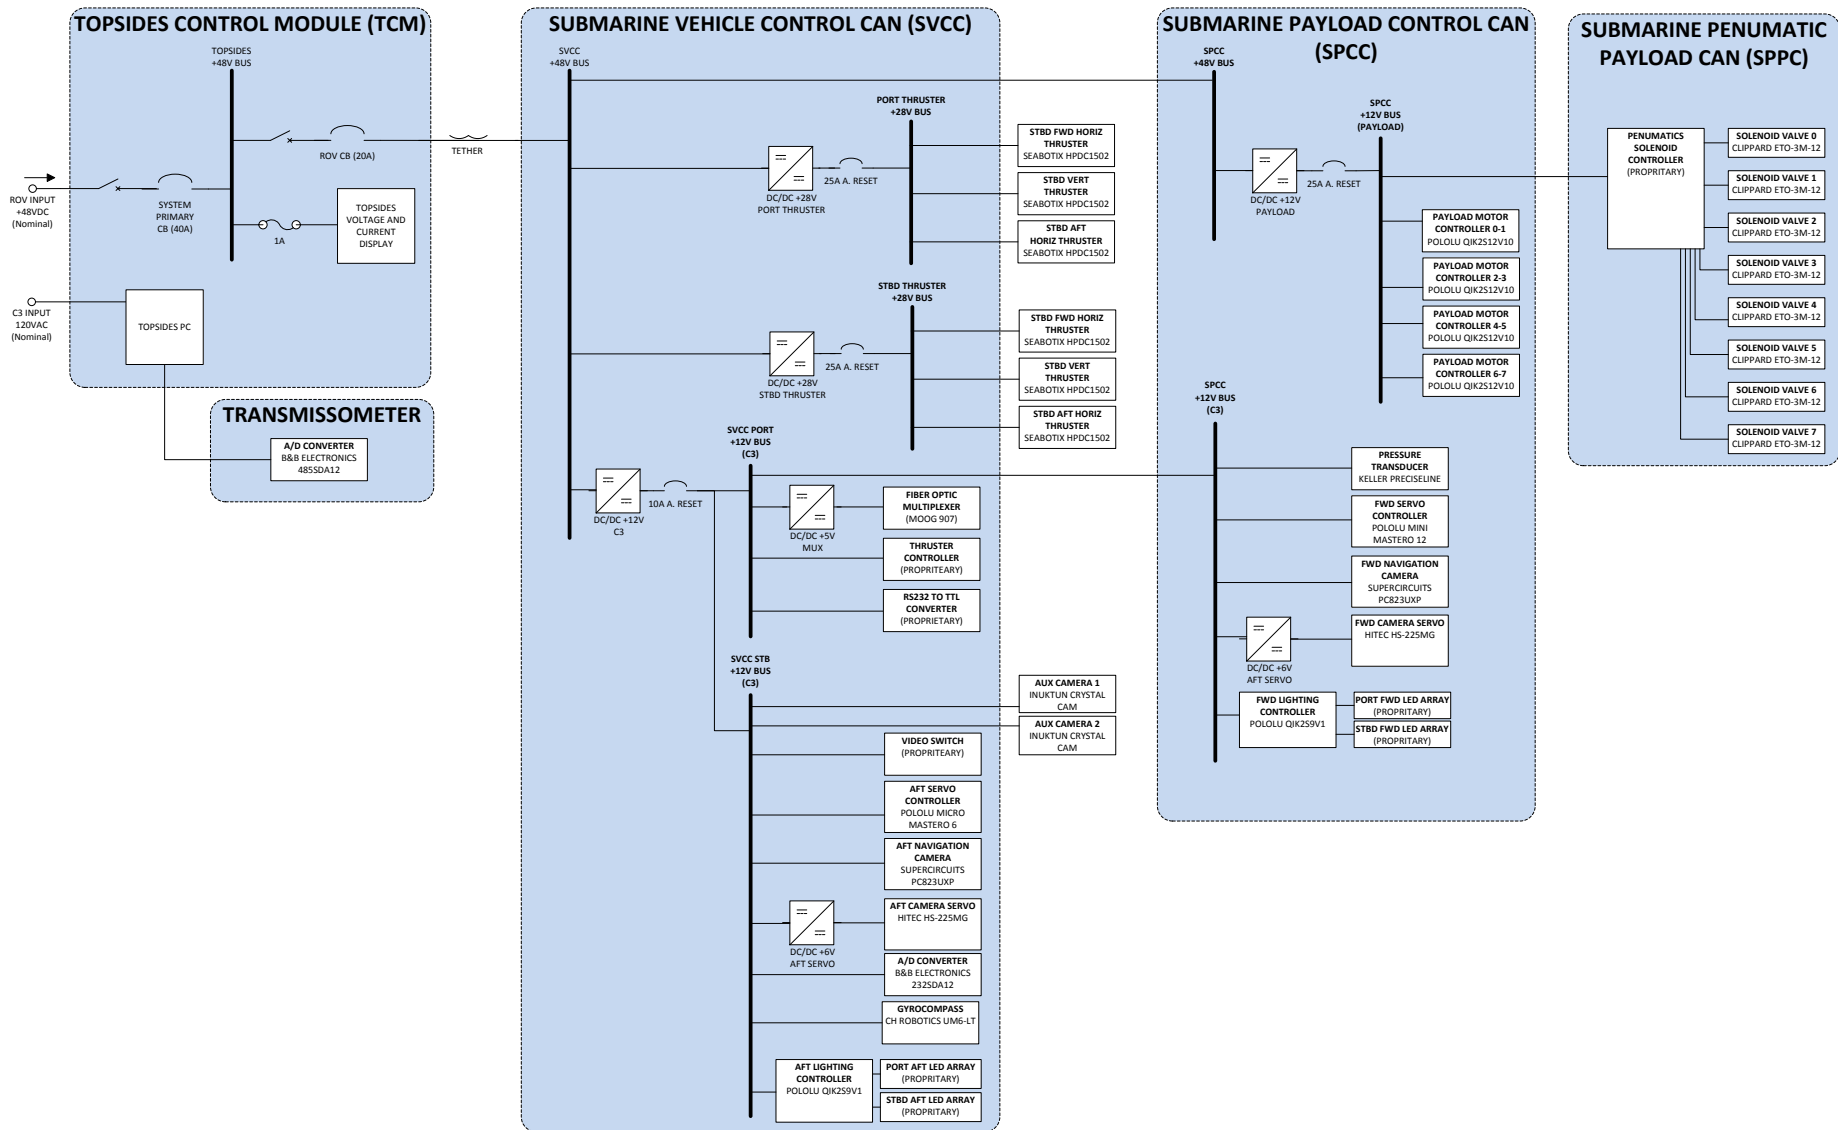 TOPSIDES CONTROL MODULE (TCM)
TOPSIDES
+48V BUS
ROV CB (20A)
TETHER
ROV INPUT
+48VDC
(Nominal)
SYSTEM
PRIMARY
CB (40A)
1A
TOPSIDES
VOLTAGE AND
CURRENT
DISPLAY
C3 INPUT
120VAC
(Nominal)
TOPSIDES PC
TRANSMISSOMETER
A/D CONVERTER
B&B ELECTRONICS
485SDA12
SUBMARINE VEHICLE CONTROL CAN (SVCC)
SVCC
+48V BUS
PORT THRUSTER
+28V BUS
DC/DC +28V
PORT THRUSTER
25A A. RESET
STBD FWD HORIZ
THRUSTER
SEABOTIX HPDC1502
STBD VERT
THRUSTER
SEABOTIX HPDC1502
STBD AFT
HORIZ THRUSTER
SEABOTIX HPDC1502
STBD THRUSTER
+28V BUS
DC/DC +28V
STBD THRUSTER
25A A. RESET
STBD FWD HORIZ
THRUSTER
SEABOTIX HPDC1502
STBD VERT
THRUSTER
SEABOTIX HPDC1502
STBD AFT HORIZ
THRUSTER
SEABOTIX HPDC1502
SVCC PORT
+12V BUS
(C3)
DC/DC +12V
C3
10A A. RESET
DC/DC +5V
MUX
FIBER OPTIC
MULTIPLEXER
(MOOG 907)
THRUSTER
CONTROLLER
(PROPRITEARY)
RS232 TO TTL
CONVERTER
(PROPRIETARY)
SVCC STB
+12V BUS
(C3)
AUX CAMERA 1
INUKTUN CRYSTAL
CAM
AUX CAMERA 2
INUKTUN CRYSTAL
CAM
VIDEO SWITCH
(PROPRITEARY)
AFT SERVO
CONTROLLER
POLOLU MICRO
MASTERO 6
AFT NAVIGATION
CAMERA
SUPERCIRCUITS
PC823UXP
DC/DC +6V
AFT SERVO
AFT CAMERA SERVO
HITEC HS-225MG
A/D CONVERTER
B&B ELECTRONICS
232SDA12
GYROCOMPASS
CH ROBOTICS UM6-LT
AFT LIGHTING
CONTROLLER
POLOLU QIK2S9V1
PORT AFT LED ARRAY
(PROPRITARY)
STBD AFT LED ARRAY
(PROPRITARY)
SUBMARINE PAYLOAD CONTROL CAN
(SPCC)
SPCC
+48V BUS
SPCC
+12V BUS
(PAYLOAD)
DC/DC +12V
PAYLOAD
25A A. RESET
PAYLOAD MOTOR
CONTROLLER 0-1
POLOLU QIK2S12V10
PAYLOAD MOTOR
CONTROLLER 2-3
POLOLU QIK2S12V10
PAYLOAD MOTOR
CONTROLLER 4-5
POLOLU QIK2S12V10
PAYLOAD MOTOR
CONTROLLER 6-7
POLOLU QIK2S12V10
SPCC
+12V BUS
(C3)
PRESSURE
TRANSDUCER
KELLER PRECISELINE
FWD SERVO
CONTROLLER
POLOLU MINI
MASTERO 12
FWD NAVIGATION
CAMERA
SUPERCIRCUITS
PC823UXP
DC/DC +6V
AFT SERVO
FWD CAMERA SERVO
HITEC HS-225MG
FWD LIGHTING
CONTROLLER
POLOLU QIK2S9V1
PORT FWD LED ARRAY
(PROPRITARY)
STBD FWD LED ARRAY
(PROPRITARY)
SUBMARINE PENUMATIC
PAYLOAD CAN (SPPC)
PENUMATICS
SOLENOID
CONTROLLER
(PROPRITARY)
SOLENOID VALVE 0
CLIPPARD ETO-3M-12
SOLENOID VALVE 1
CLIPPARD ETO-3M-12
SOLENOID VALVE 2
CLIPPARD ETO-3M-12
SOLENOID VALVE 3
CLIPPARD ETO-3M-12
SOLENOID VALVE 4
CLIPPARD ETO-3M-12
SOLENOID VALVE 5
CLIPPARD ETO-3M-12
SOLENOID VALVE 6
CLIPPARD ETO-3M-12
SOLENOID VALVE 7
CLIPPARD ETO-3M-12